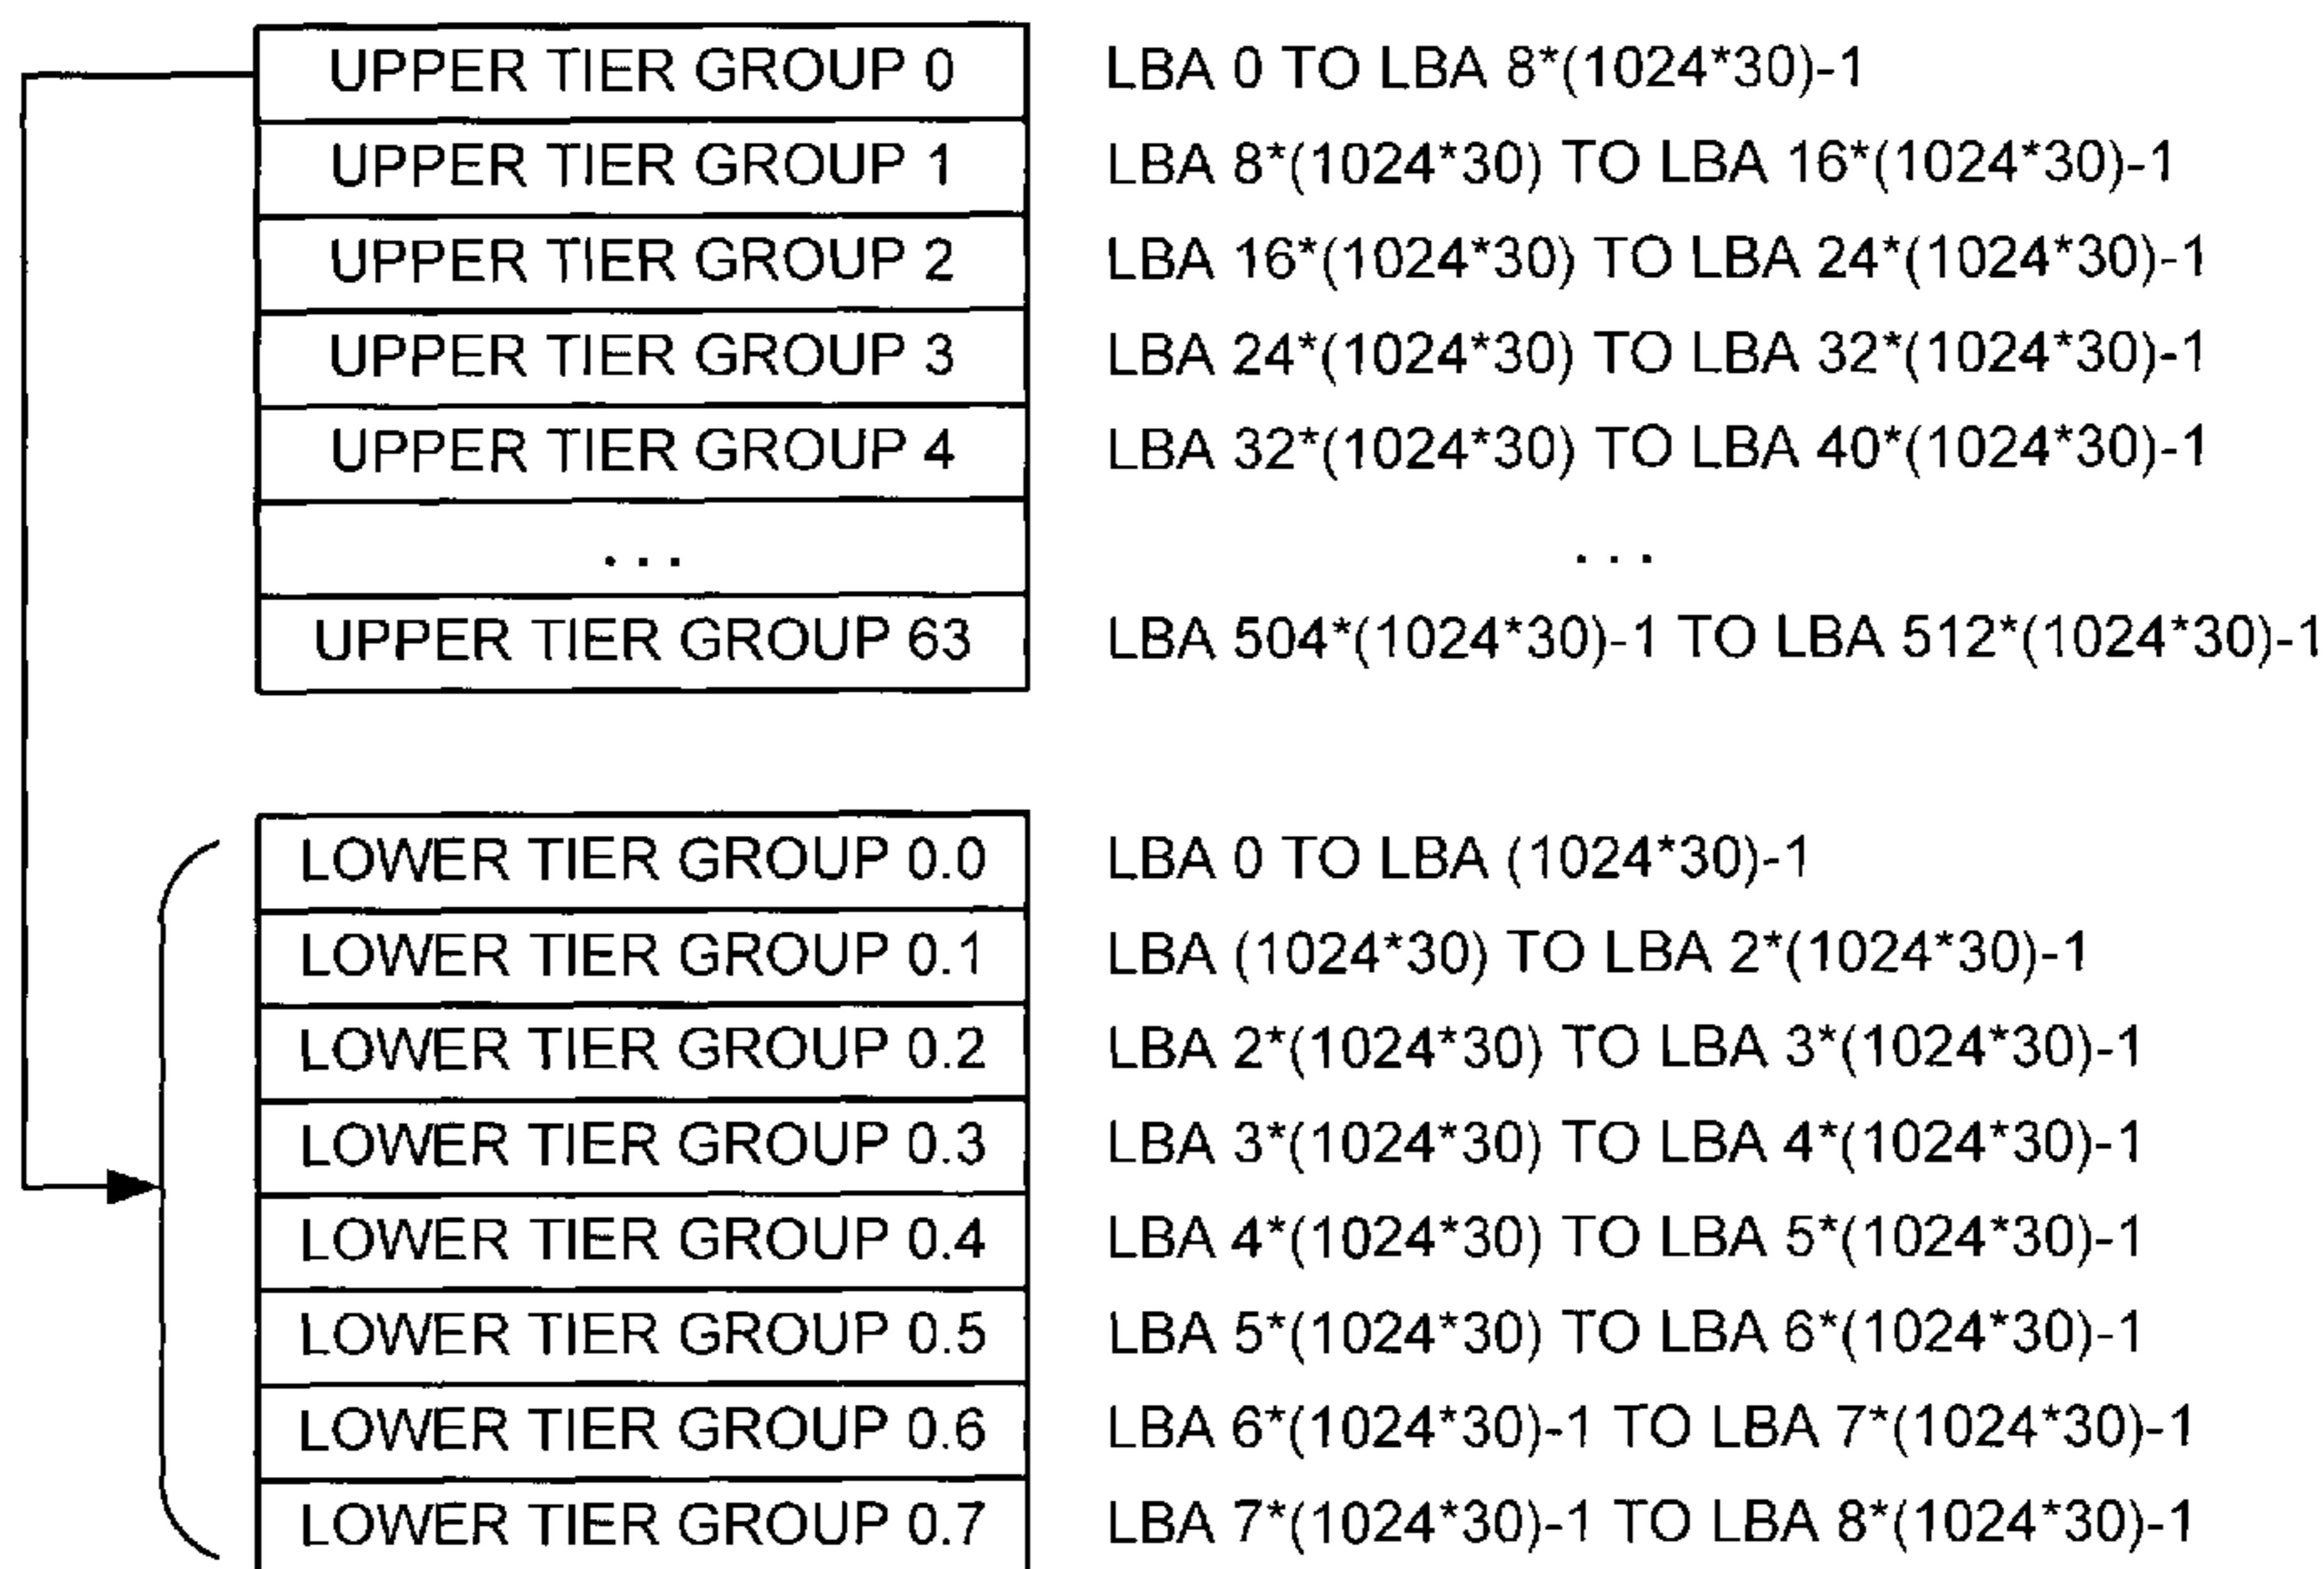 UPPER TIER GROUP 0 LBA 0 TO LBA 8*(1024*30)-1
UPPER TIER GROUP 1 LBA 8*(1024*30) TO LBA 16*(1024*30)-1
UPPER TIER GROUP 2 LBA 16*(1024*30) TO LBA 24*(1024*30)-1
UPPER TIER GROUP 3 LBA 24*(1024*30) TO LBA 32*(1024*30)-1
UPPER TIER GROUP 4 LBA 32*(1024*30) TO LBA 40*(1024*30)-1
... ...
UPPER TIER GROUP 63 LBA 504*(1024*30)-1 TO LBA 512*(1024*30)-1
LOWER TIER GROUP 0.0 LBA 0 TO LBA (1024*30)-1
LOWER TIER GROUP 0.1 LBA (1024*30) TO LBA 2*(1024*30)-1
LOWER TIER GROUP 0.2 LBA 2*(1024*30) TO LBA 3*(1024*30)-1
LOWER TIER GROUP 0.3 LBA 3*(1024*30) TO LBA 4*(1024*30)-1
LOWER TIER GROUP 0.4 LBA 4*(1024*30) TO LBA 5*(1024*30)-1
LOWER TIER GROUP 0.5 LBA 5*(1024*30) TO LBA 6*(1024*30)-1
LOWER TIER GROUP 0.6 LBA 6*(1024*30)-1 TO LBA 7*(1024*30)-1
LOWER TIER GROUP 0.7 LBA 7*(1024*30)-1 TO LBA 8*(1024*30)-1